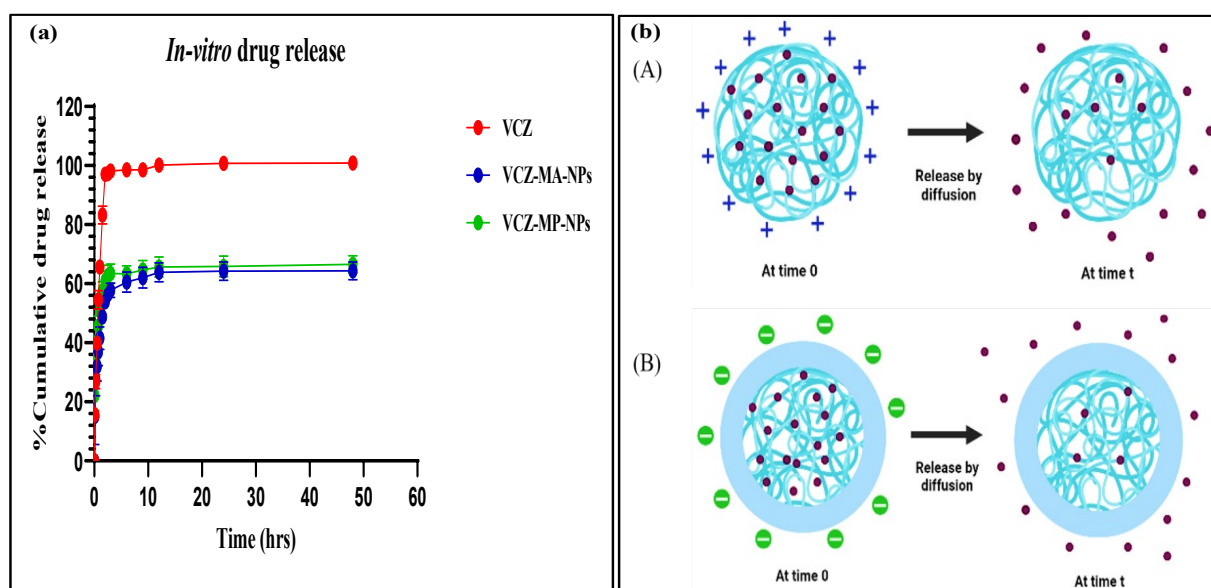 (a)
In-vitro drug release
%Cumulative drug release
120
100
80
60
40
20
0
0 10 20 30 40 50 60
Time (hrs)
VCZ
VCZ-MA-NPs
VCZ-MP-NPs
(b)
(A)
+ + + + + + + + + + + + + + +
Release by
diffusion
At time 0
At time t
(B)
Release by
diffusion
At time 0
At time t